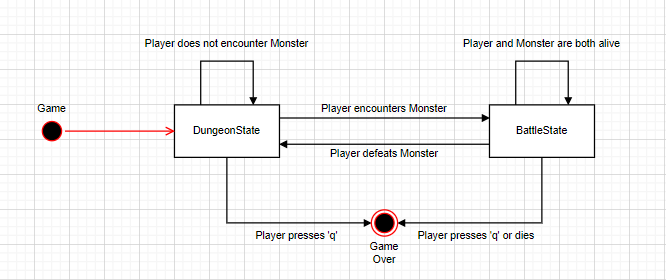 Player does not encounter Monster
Player and Monster are both alive
Game
Player encounters Monster
DungeonState
BattleState
Player defeats Monster
Player presses 'q'
Player presses 'q' or dies
Game
Over